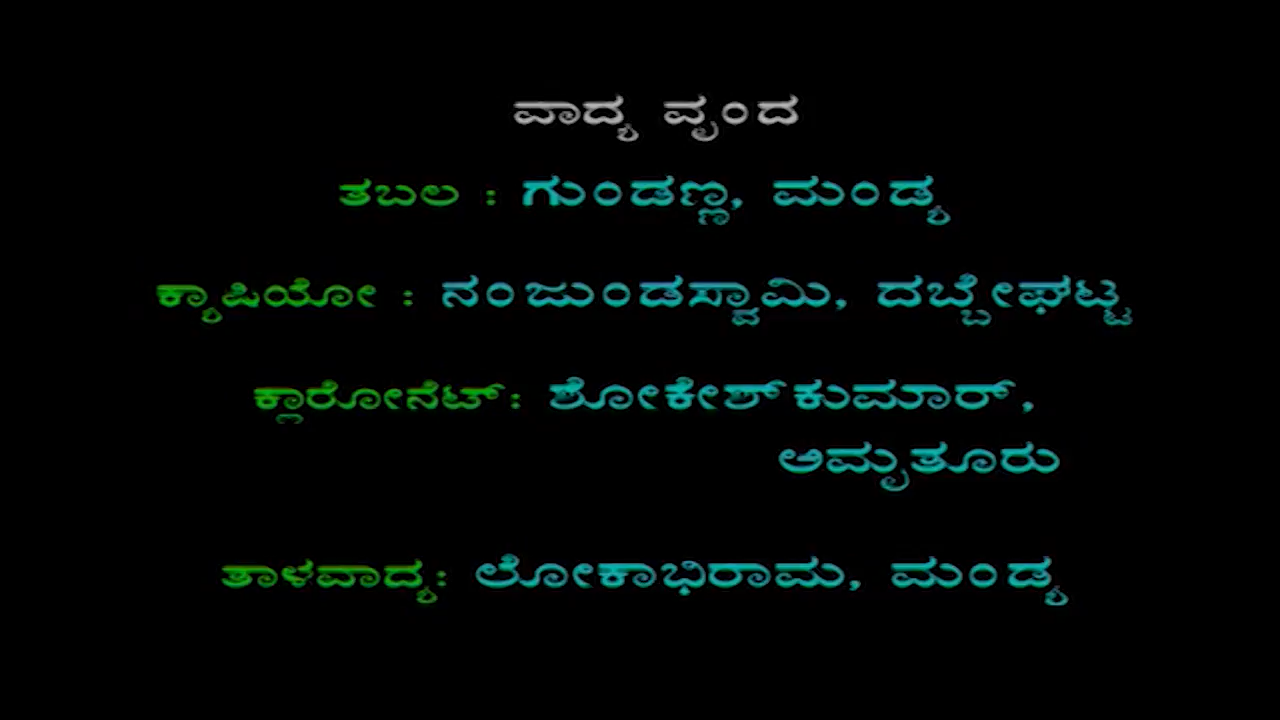 ವಾದ್ಯ ವೃಂದ
ತಬಲ : ಗುಂಡಣ್ಣ, ಮಂಡ್ಯ
ಕ್ಯಾಷಿಯೋ : ನಂಜುಂಡಸ್ವಾಮಿ, ದಬ್ಬೇಘಟ್ಟ
ಕ್ಲಾರೋನೆಟ್ : ಶೋಕೇಶ್ ಕುಮಾರ್,
ಅಮೃತೂರು
ತಾಳವಾದ್ಯ : ಲೋಕಾಭಿರಾಮ, ಮಂಡ್ಯ